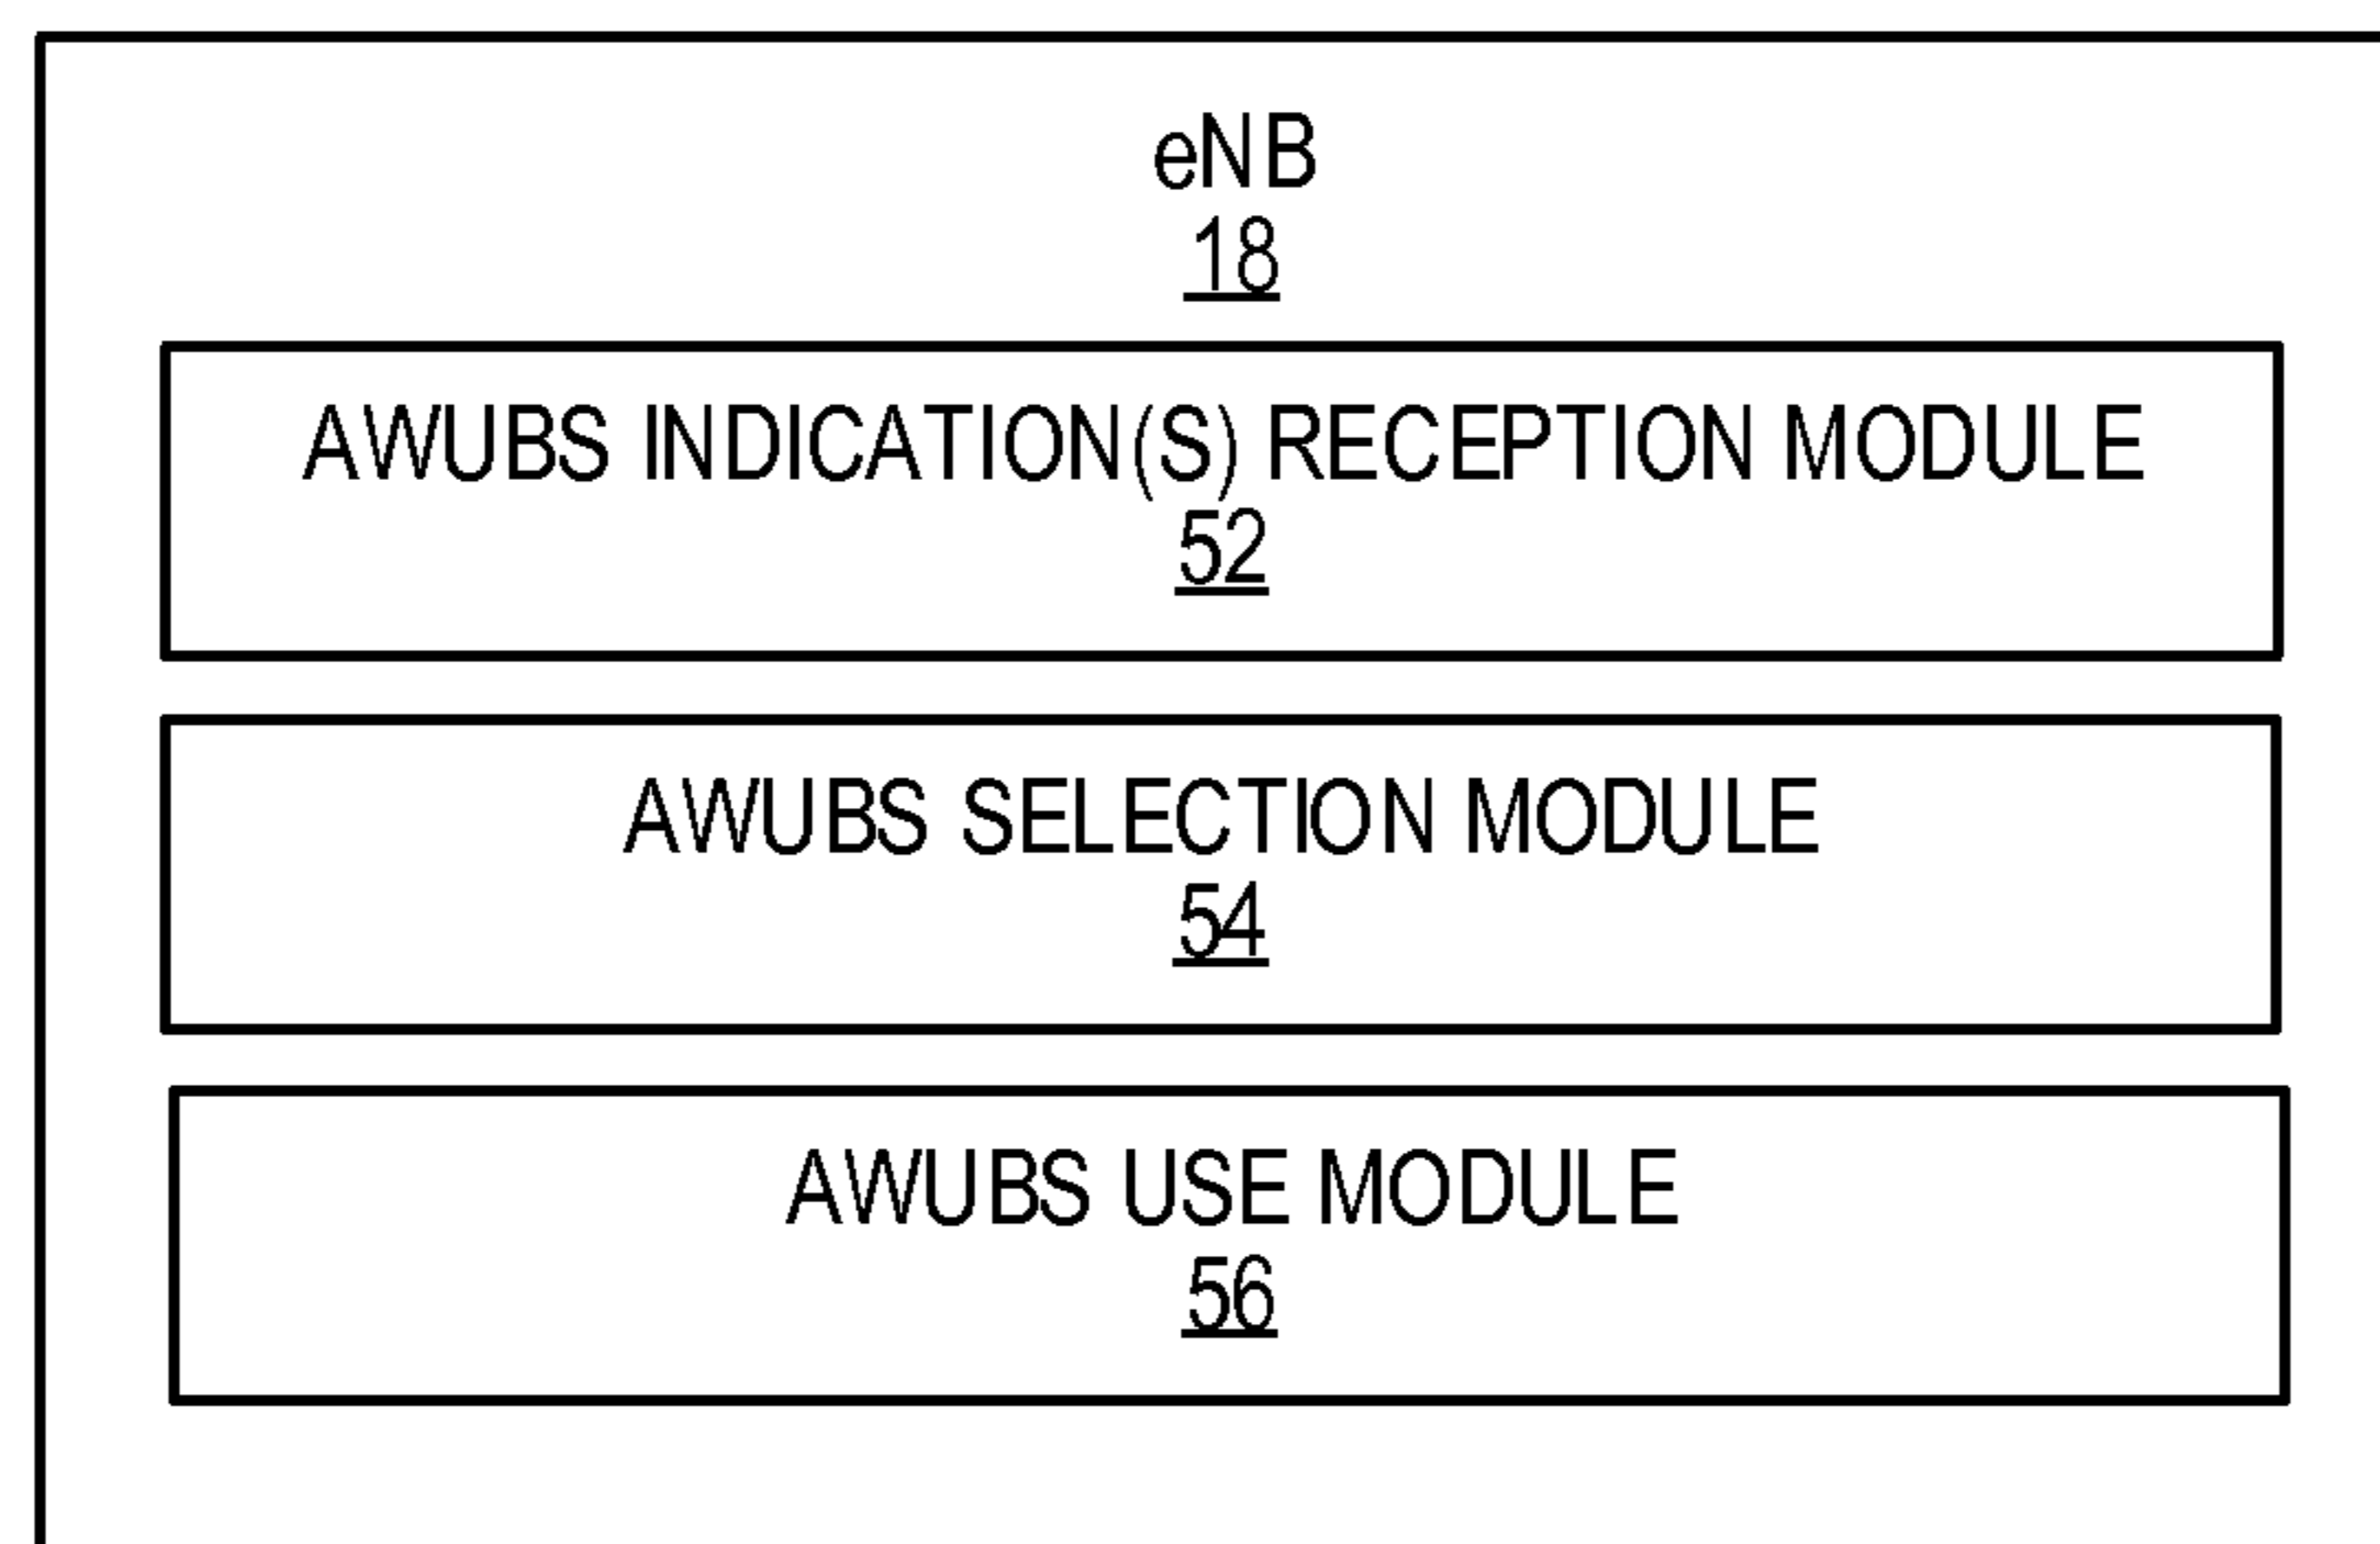 eNB
18
AWUBS INDICATION(S) RECEPTION MODULE
52
AWUBS SELECTION MODULE
54
AWUBS USE MODULE
56